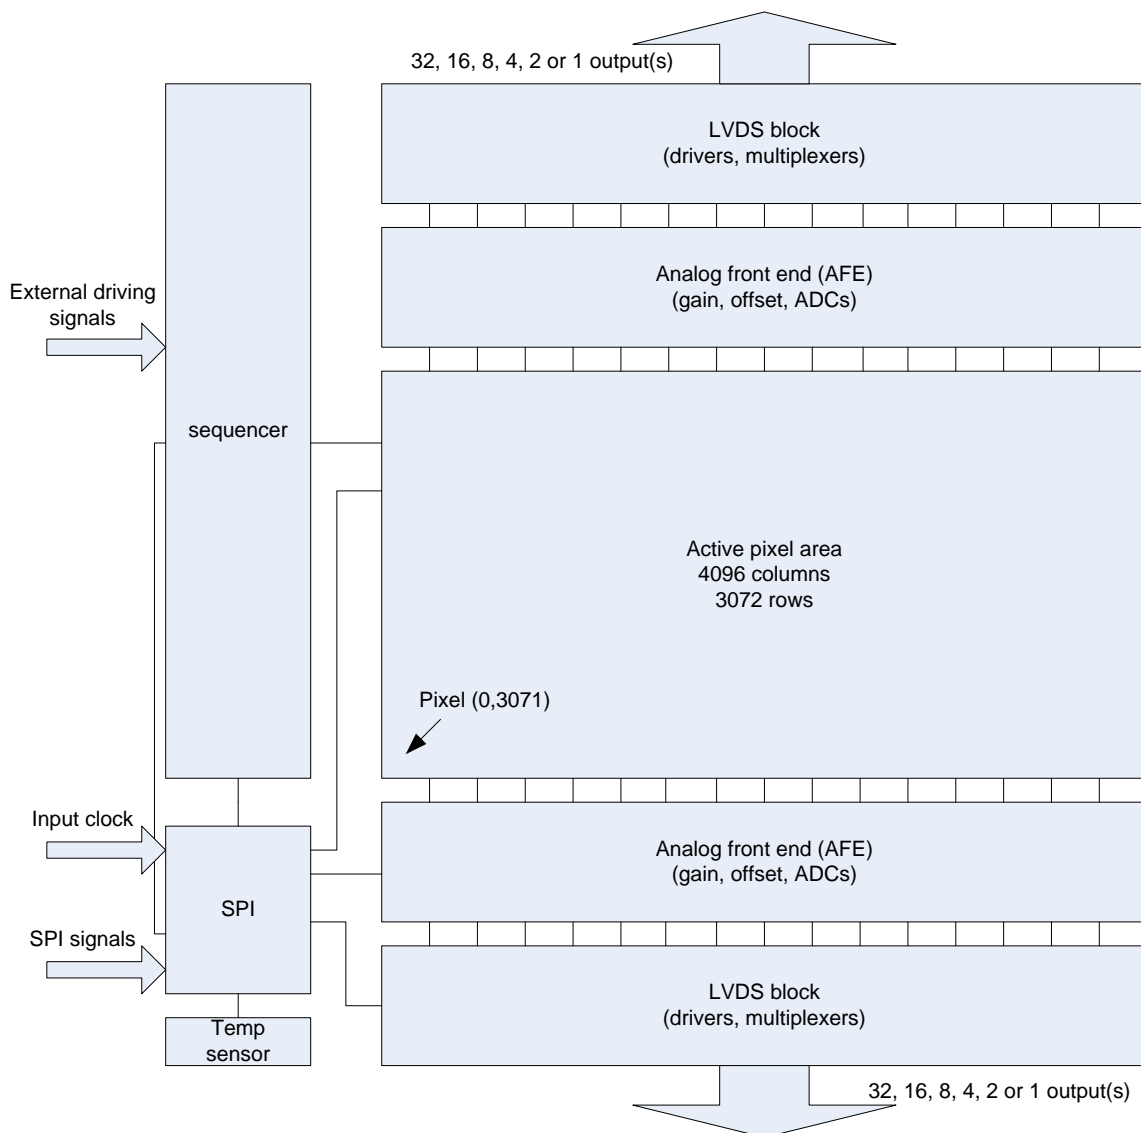 32, 16, 8, 4, 2 or 1 output(s)
LVDS block
(drivers, multiplexers)
Analog front end (AFE)
(gain, offset, ADCs)
External driving
signals
sequencer
Active pixel area
4096 columns
3072 rows
Pixel (0,3071)
Input clock
Analog front end (AFE)
(gain, offset, ADCs)
SPI
SPI signals
LVDS block
(drivers, multiplexers)
Temp
sensor
32, 16, 8, 4, 2 or 1 output(s)